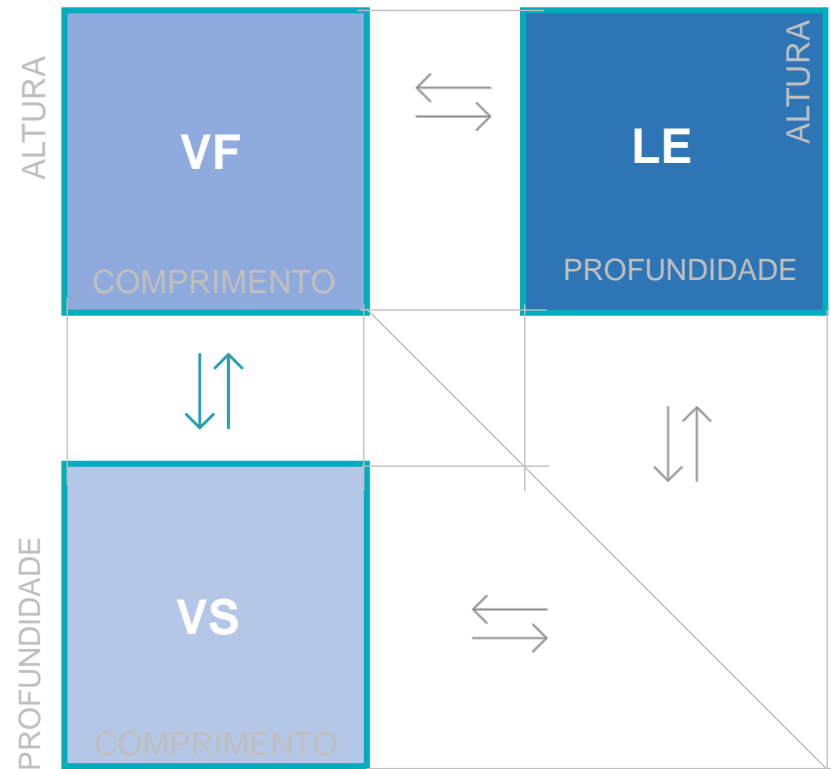 ALTURA
VF
COMPRIMENTO
LE
ALTURA
PROFUNDIDADE
PROFUNDIDADE
VS
COMPRIMENTO